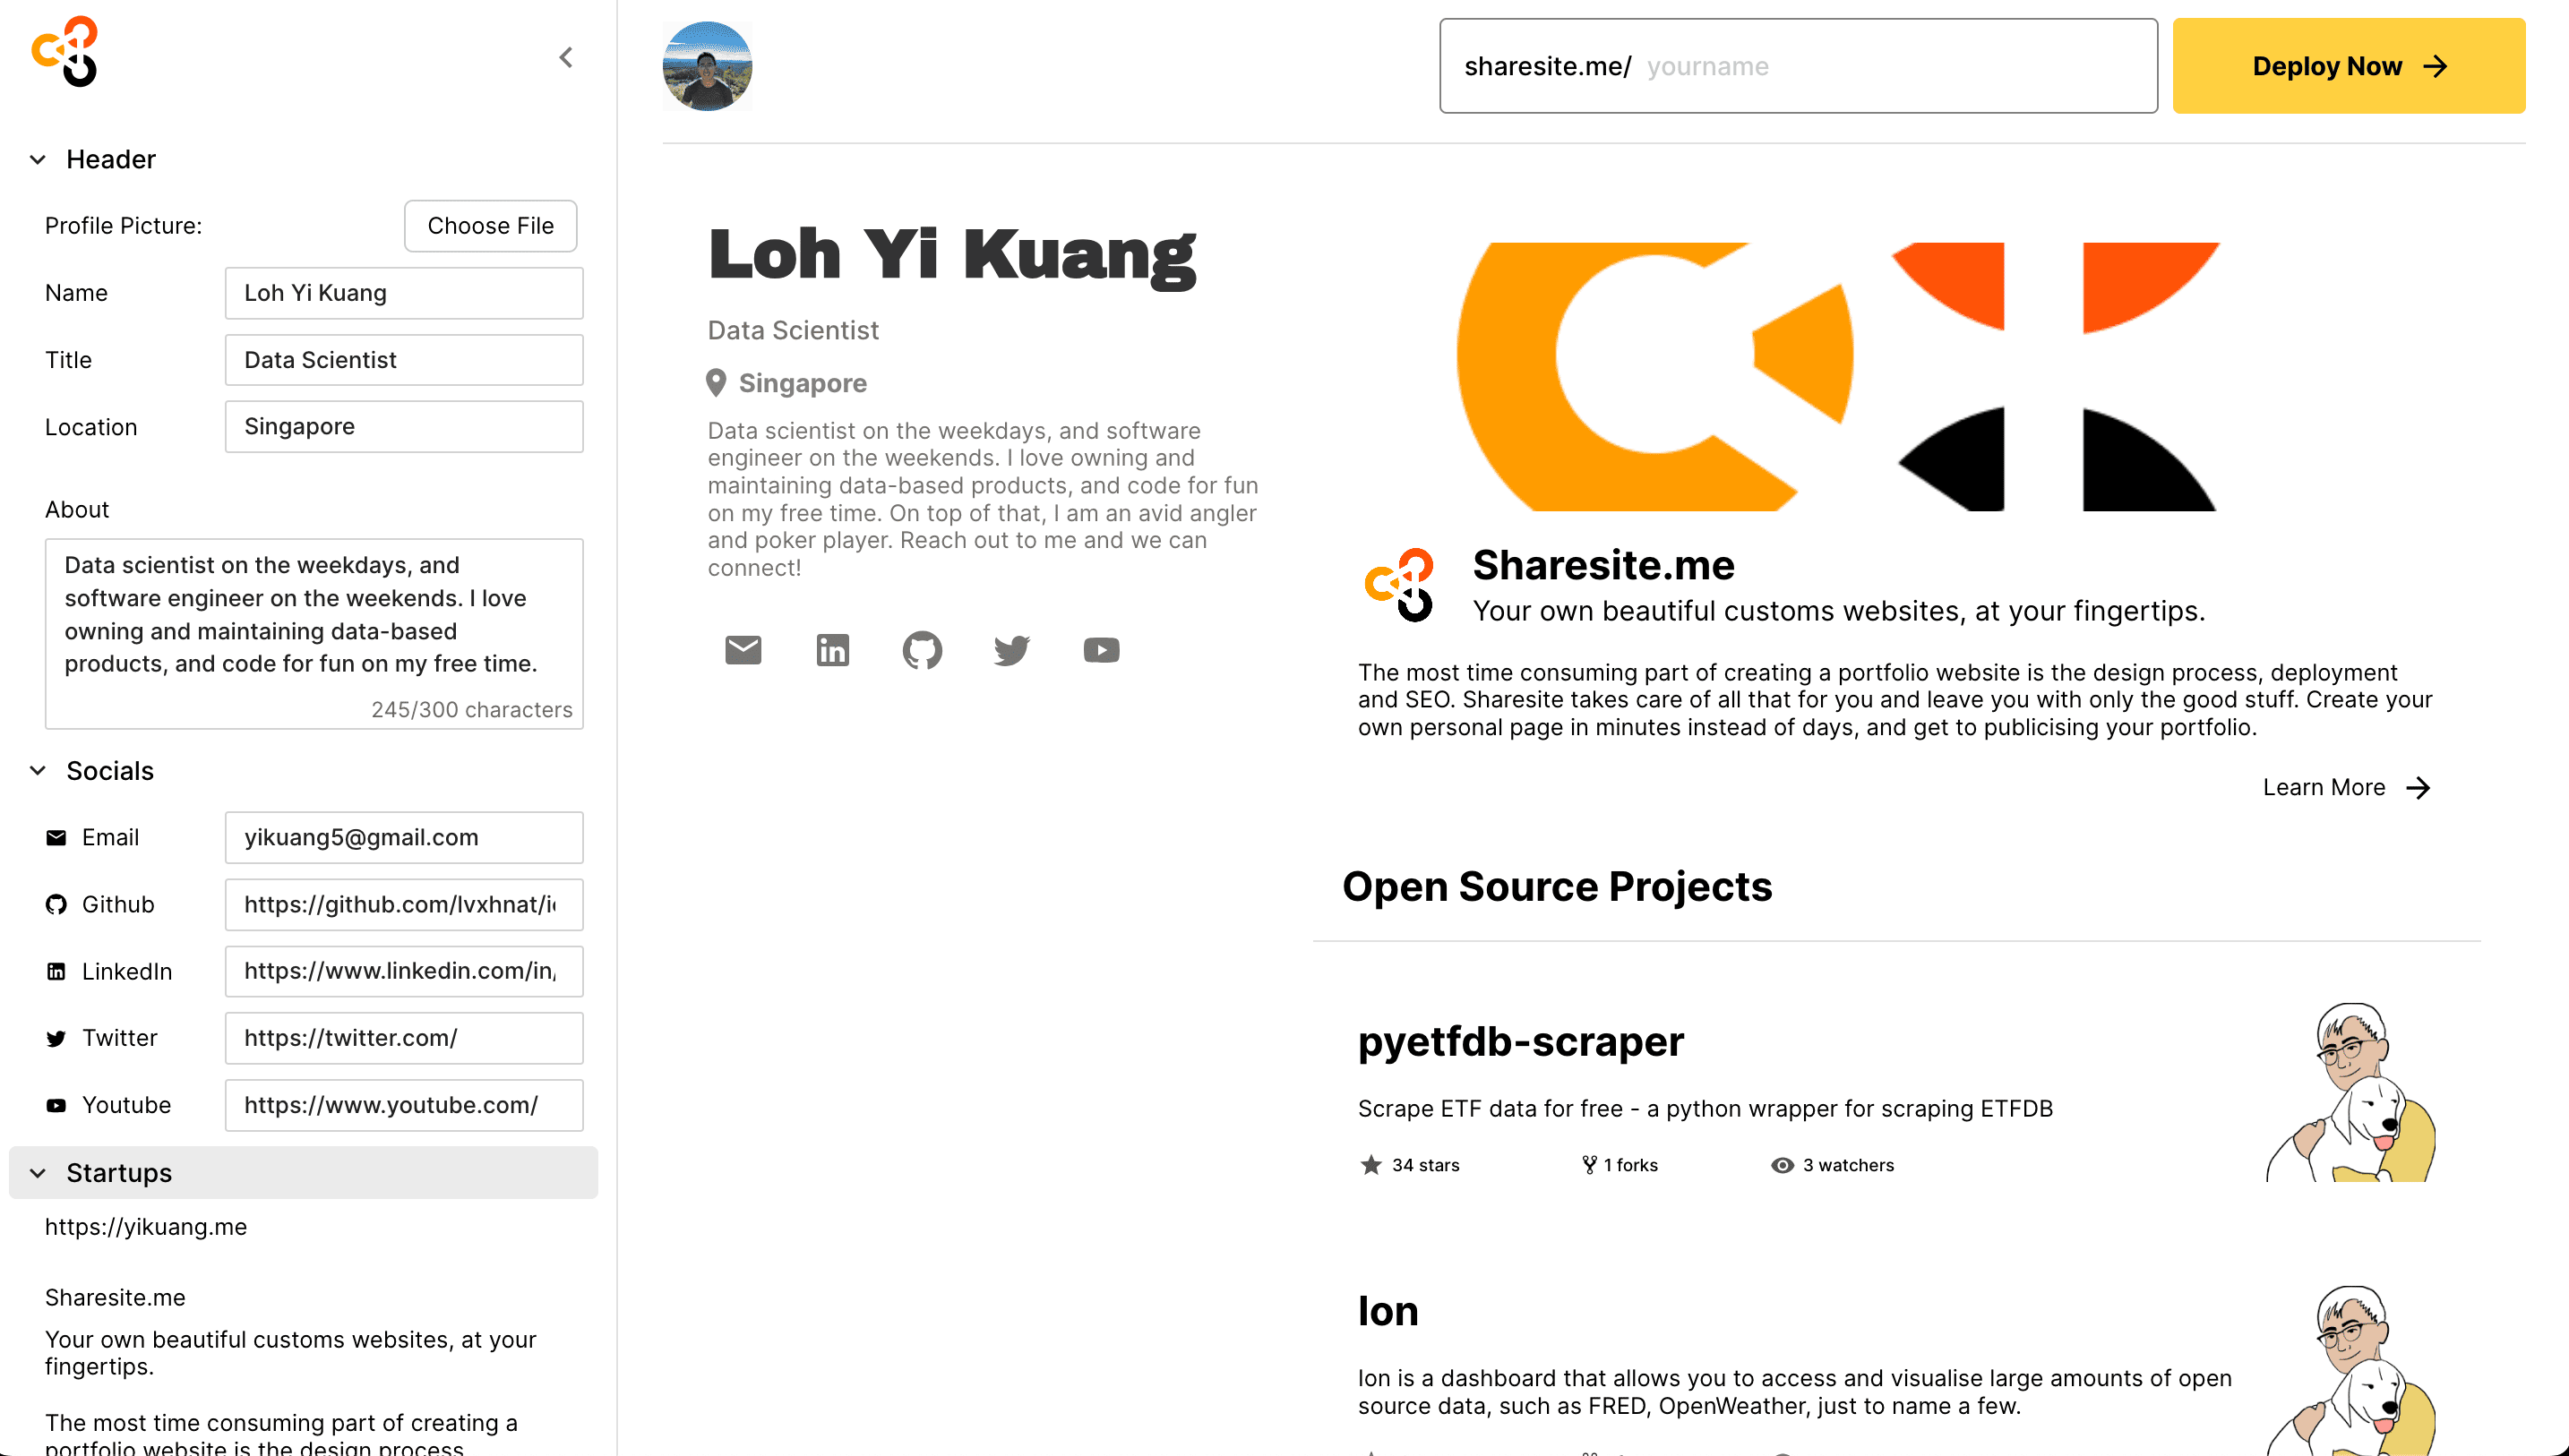 Header
Profile Picture:
Choose File
Name
Loh Yi Kuang
Title
Data Scientist
Location
Singapore
About
Data scientist on the weekdays, and
software engineer on the weekends. I love
owning and maintaining data-based
products, and code for fun on my free time.
245/300 characters
Socials
Email
yikuang5@gmail.com
Github
https://github.com/lvxhnat/i
LinkedIn
https://www.linkedin.com/in/
Twitter
https://twitter.com/
Youtube
https://www.youtube.com/
Startups
https://yikuang.me
Sharesite.me
Your own beautiful customs websites, at your
fingertips.
The most time consuming part of creating a
portfolio website is the design process
sharesite.me/ yourname
Deploy Now
Loh Yi Kuang
Data Scientist
Singapore
Data scientist on the weekdays, and software
engineer on the weekends. I love owning and
maintaining data-based products, and code for fun
on my free time. On top of that, I am an avid angler
and poker player. Reach out to me and we can
connect!
Sharesite.me
Your own beautiful customs websites, at your fingertips.
The most time consuming part of creating a portfolio website is the design process, deployment
and SEO. Sharesite takes care of all that for you and leave you with only the good stuff. Create your
own personal page in minutes instead of days, and get to publicising your portfolio.
Learn More
Open Source Projects
pyetfdb-scraper
Scrape ETF data for free - a python wrapper for scraping ETFDB
34 stars
1 forks
3 watchers
Ion
Ion is a dashboard that allows you to access and visualise large amounts of open
source data, such as FRED, OpenWeather, just to name a few.